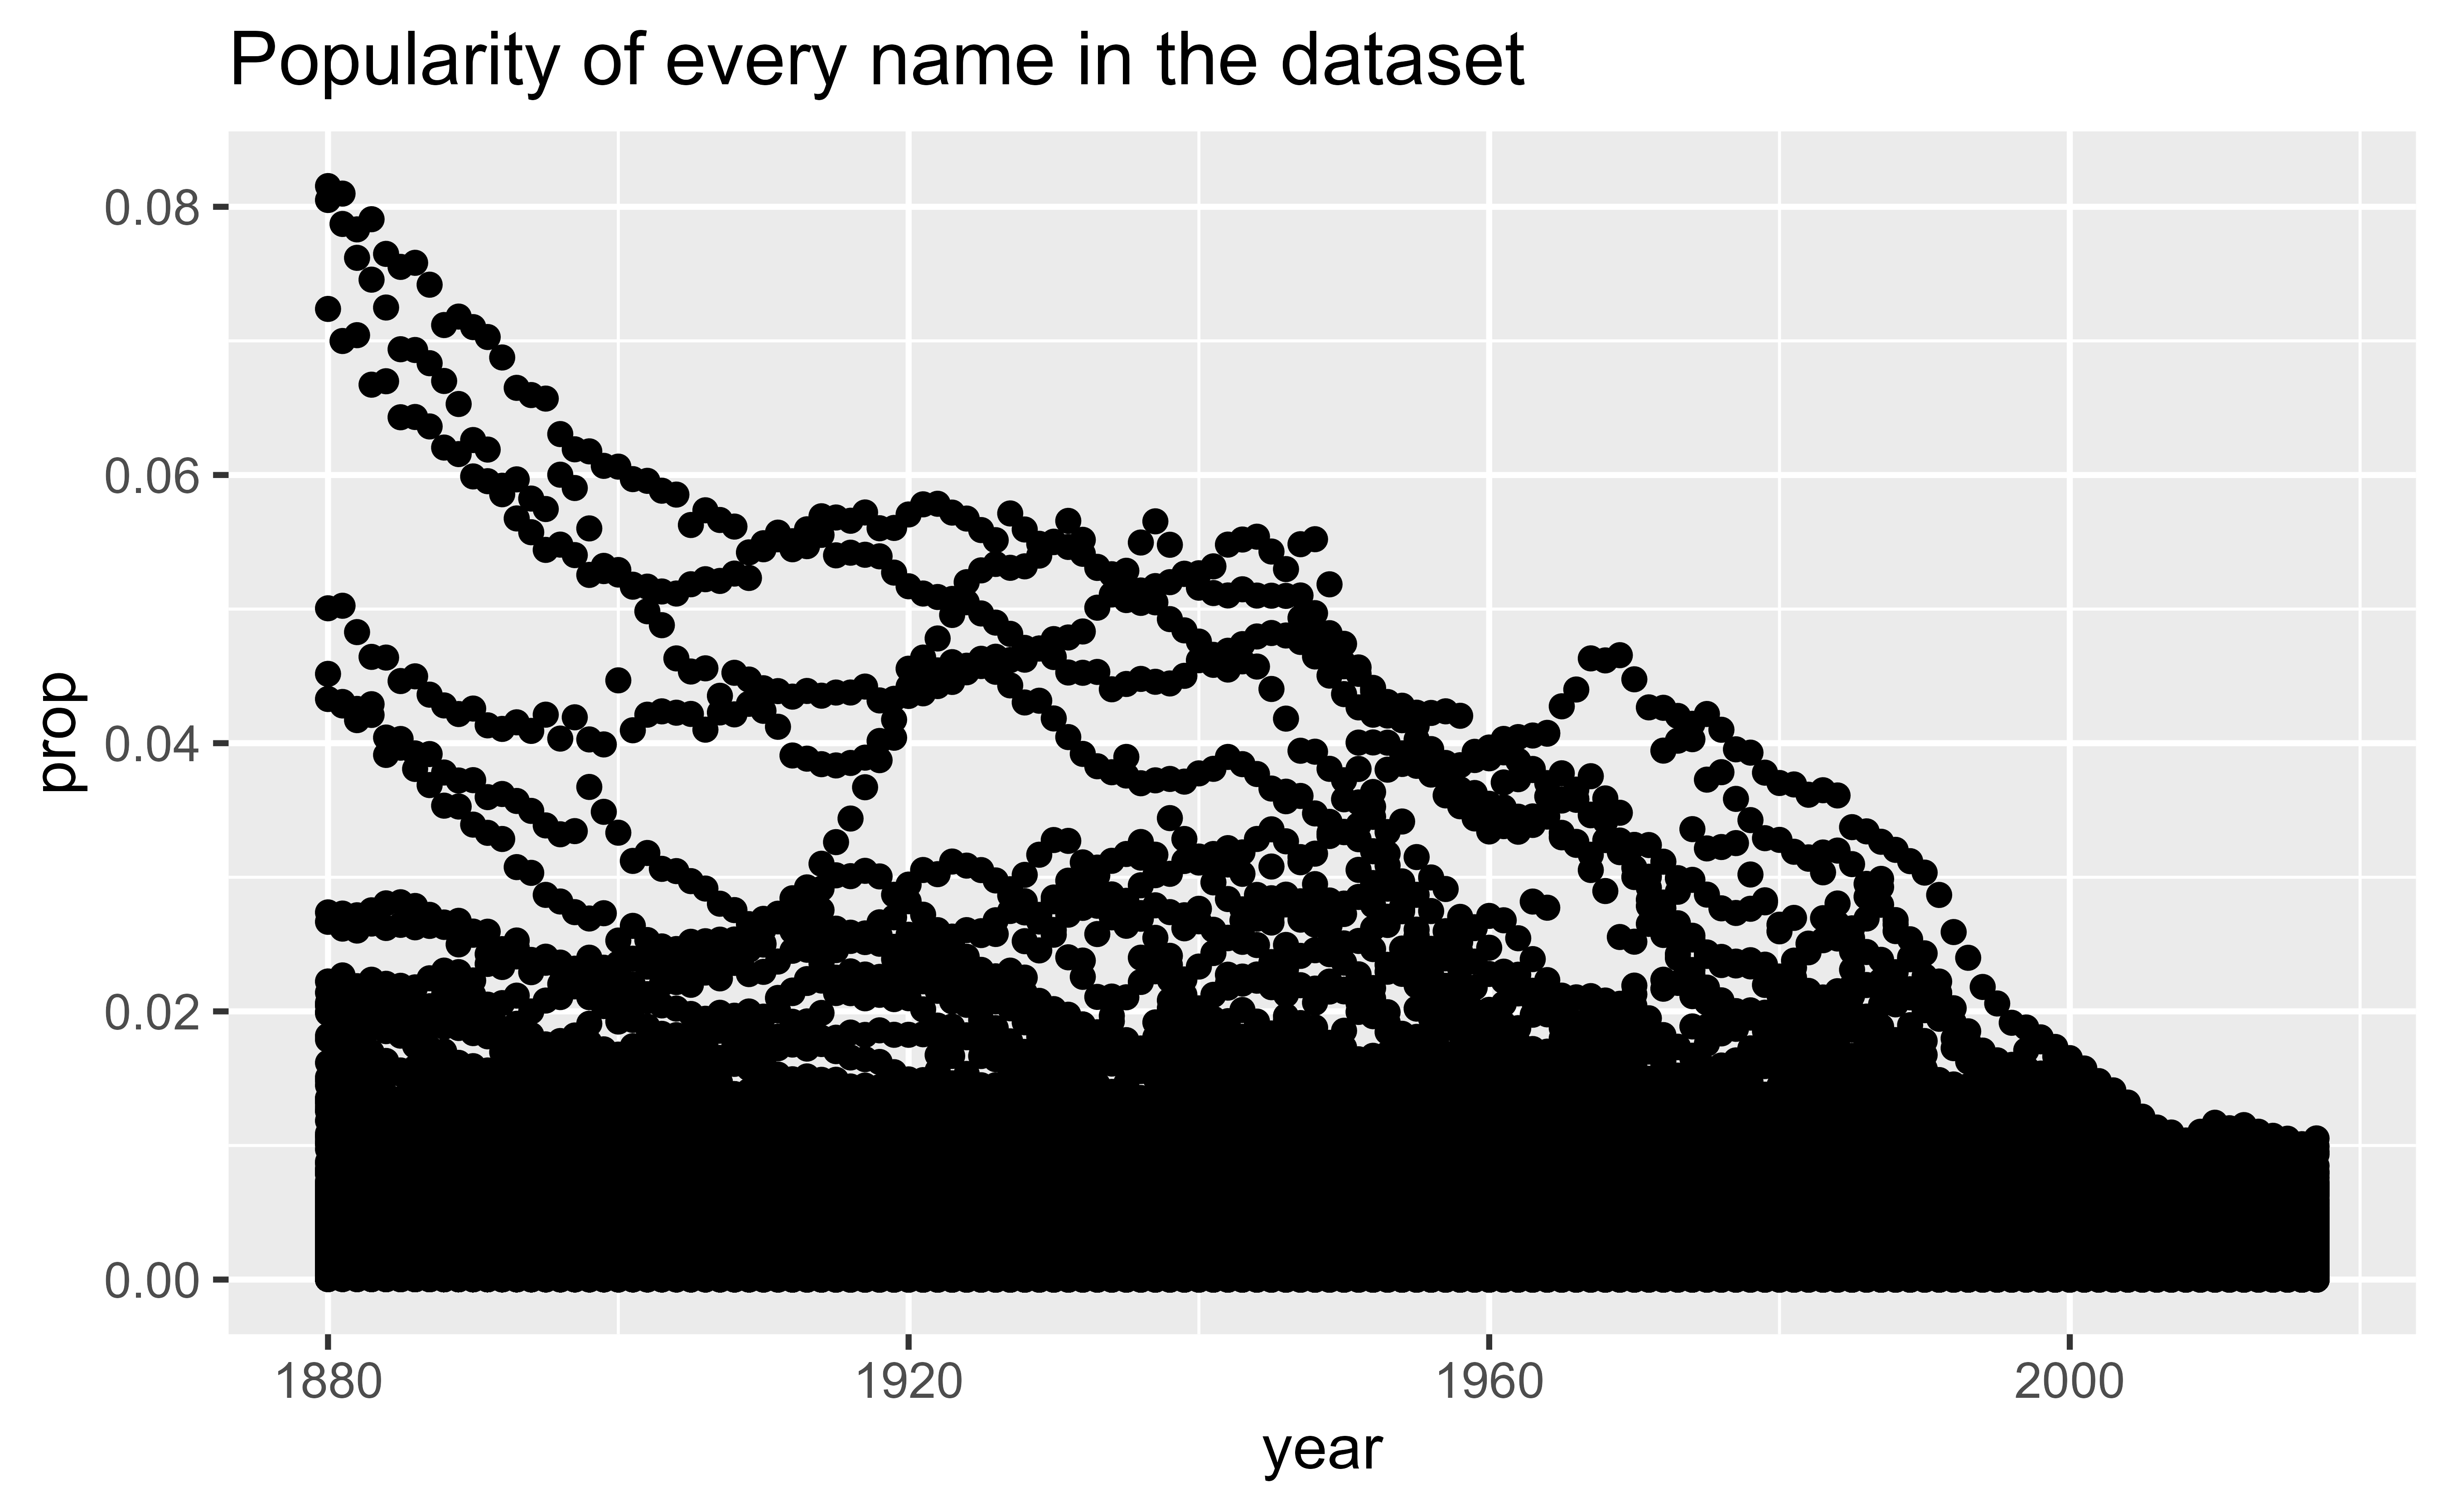 Popularity of every name in the dataset
0.08
0.06
0.04
0.02
0.00
prop
1880 1920 1960 2000
year